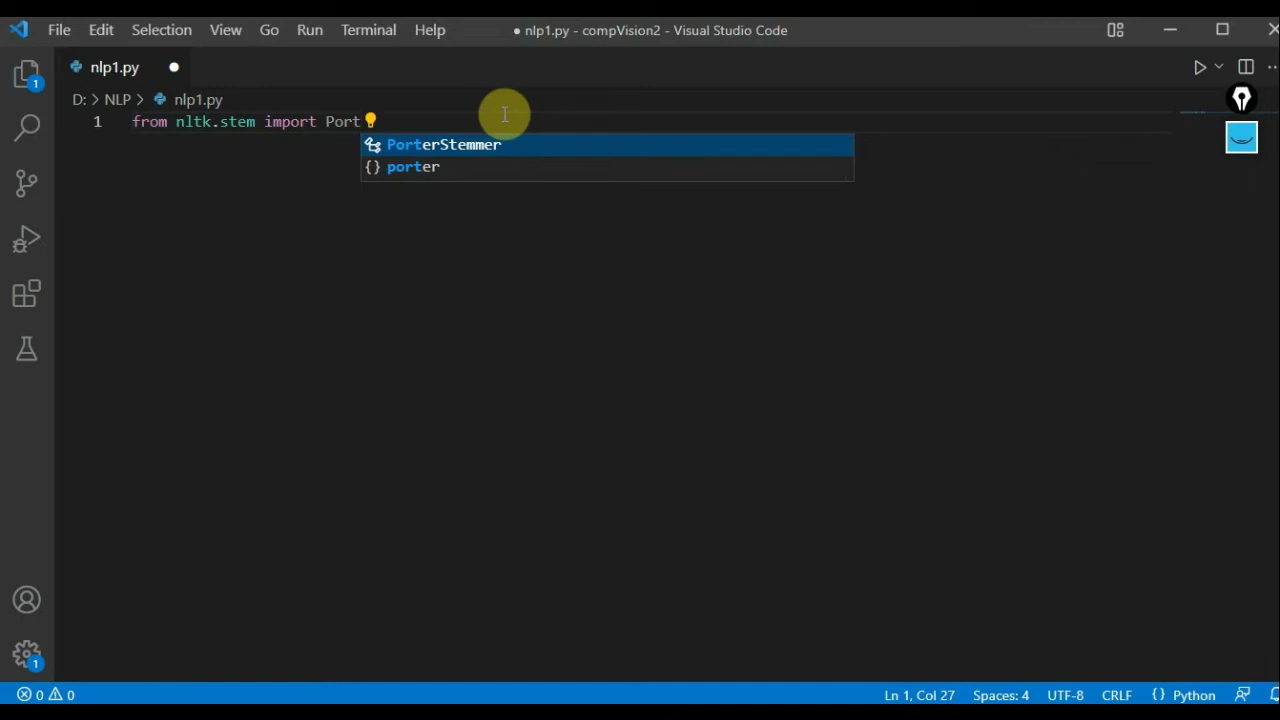 File Edit Selection View Go Run Terminal Help ● nlp1.py - compVision2 - Visual Studio Code
nlp1.py
D: > NLP > nlp1.py
1 from nltk.stem import Port
PorterStemmer
{} porter
1
1
0 0 Ln 1, Col 27 Spaces: 4 UTF-8 CRLF {} Python